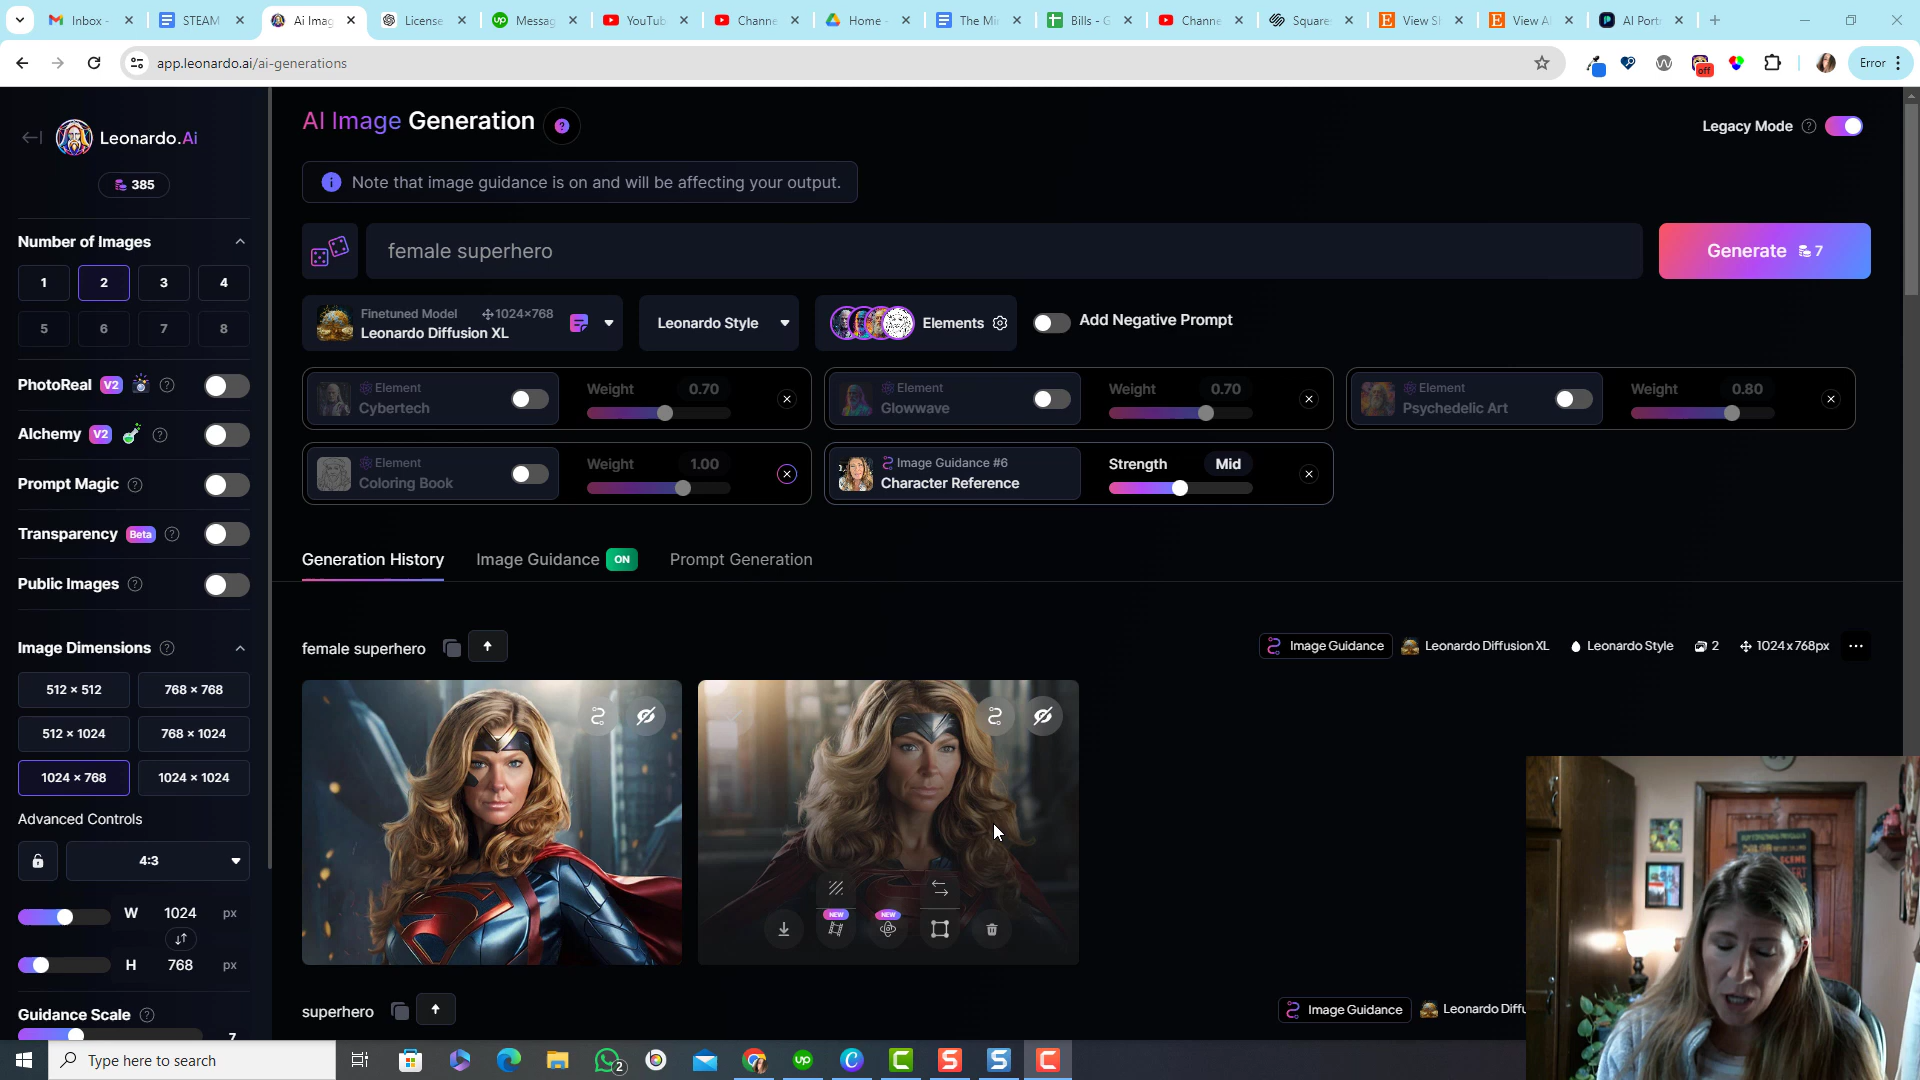 Inbox -
STEAM
Ai Imag
License
Messag
YouTub
Channe
Home -
The Mi
Bills - G
Channe
Square
View Sh
View A
AI Port
app.leonardo.ai/ai-generations
off
Error
Leonardo.Ai
385
Number of Images
1 2 3 4
5 6 7 8
PhotoReal V2
Alchemy V2
Prompt Magic
Transparency Beta
Public Images
Image Dimensions
512 × 512 768 × 768
512 × 1024 768 × 1024
1024 × 768 1024 × 1024
Advanced Controls
4:3
W 1024 px
H 768 px
Guidance Scale
7
AI Image Generation
Legacy Mode
Note that image guidance is on and will be affecting your output.
female superhero
Generate 7
Finetuned Model 1024×768
Leonardo Diffusion XL
Leonardo Style
Elements
Add Negative Prompt
Element
Cybertech
Weight 0.70
Element
Glowwave
Weight 0.70
Element
Psychedelic Art
Weight 0.80
Element
Coloring Book
Weight 1.00
Image Guidance #6
Character Reference
Strength Mid
Generation History
Image Guidance ON
Prompt Generation
female superhero
Image Guidance Leonardo Diffusion XL Leonardo Style 2 1024x768px
NEW
NEW
superhero
Image Guidance Leonardo Diffu
Type here to search
2
up